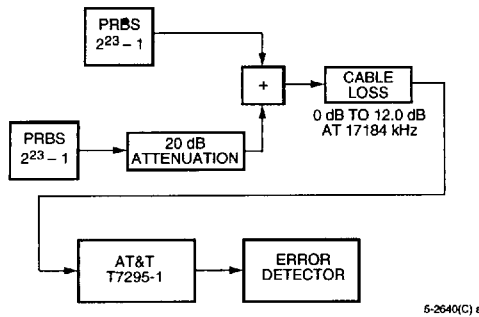 PRBS
2²³ – 1
+
CABLE
LOSS
0 dB TO 12.0 dB
AT 17184 kHz
PRBS
2²³ – 1
20 dB
ATTENUATION
AT&T
T7295-1
ERROR
DETECTOR
5-2640(C) a